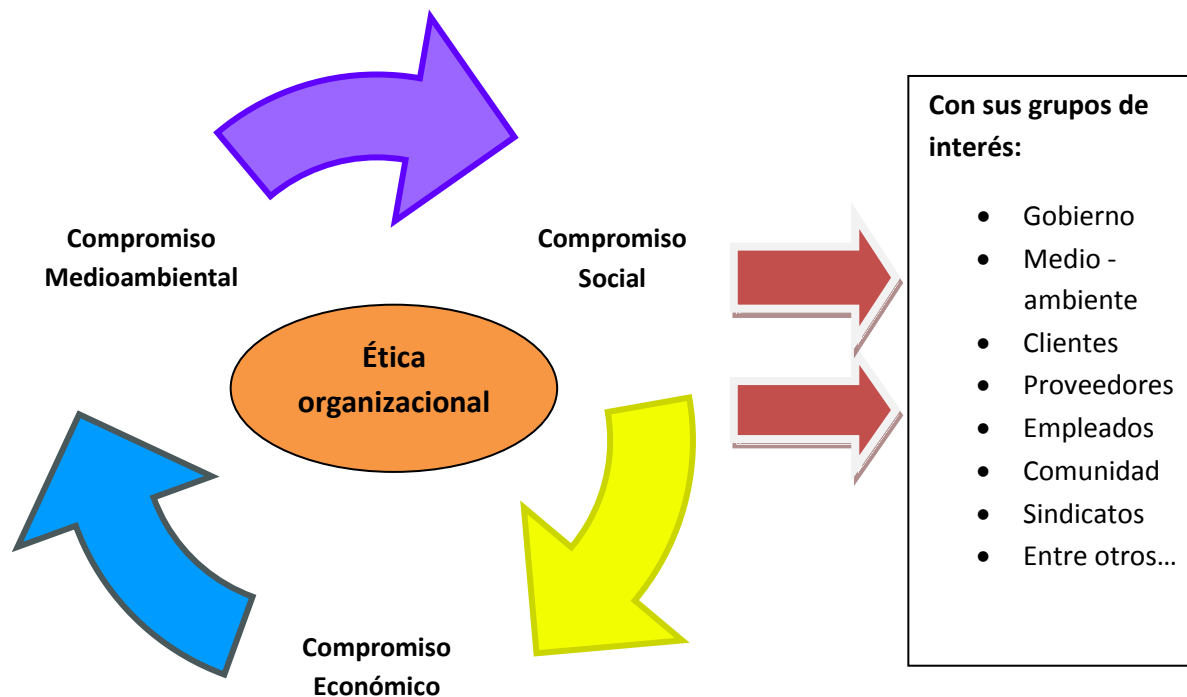 Compromiso
Medioambiental
Compromiso
Social
Ética
organizacional
Compromiso
Económico
Con sus grupos de
interés:
• Gobierno
• Medio -
ambiente
• Clientes
• Proveedores
• Empleados
• Comunidad
• Sindicatos
• Entre otros…